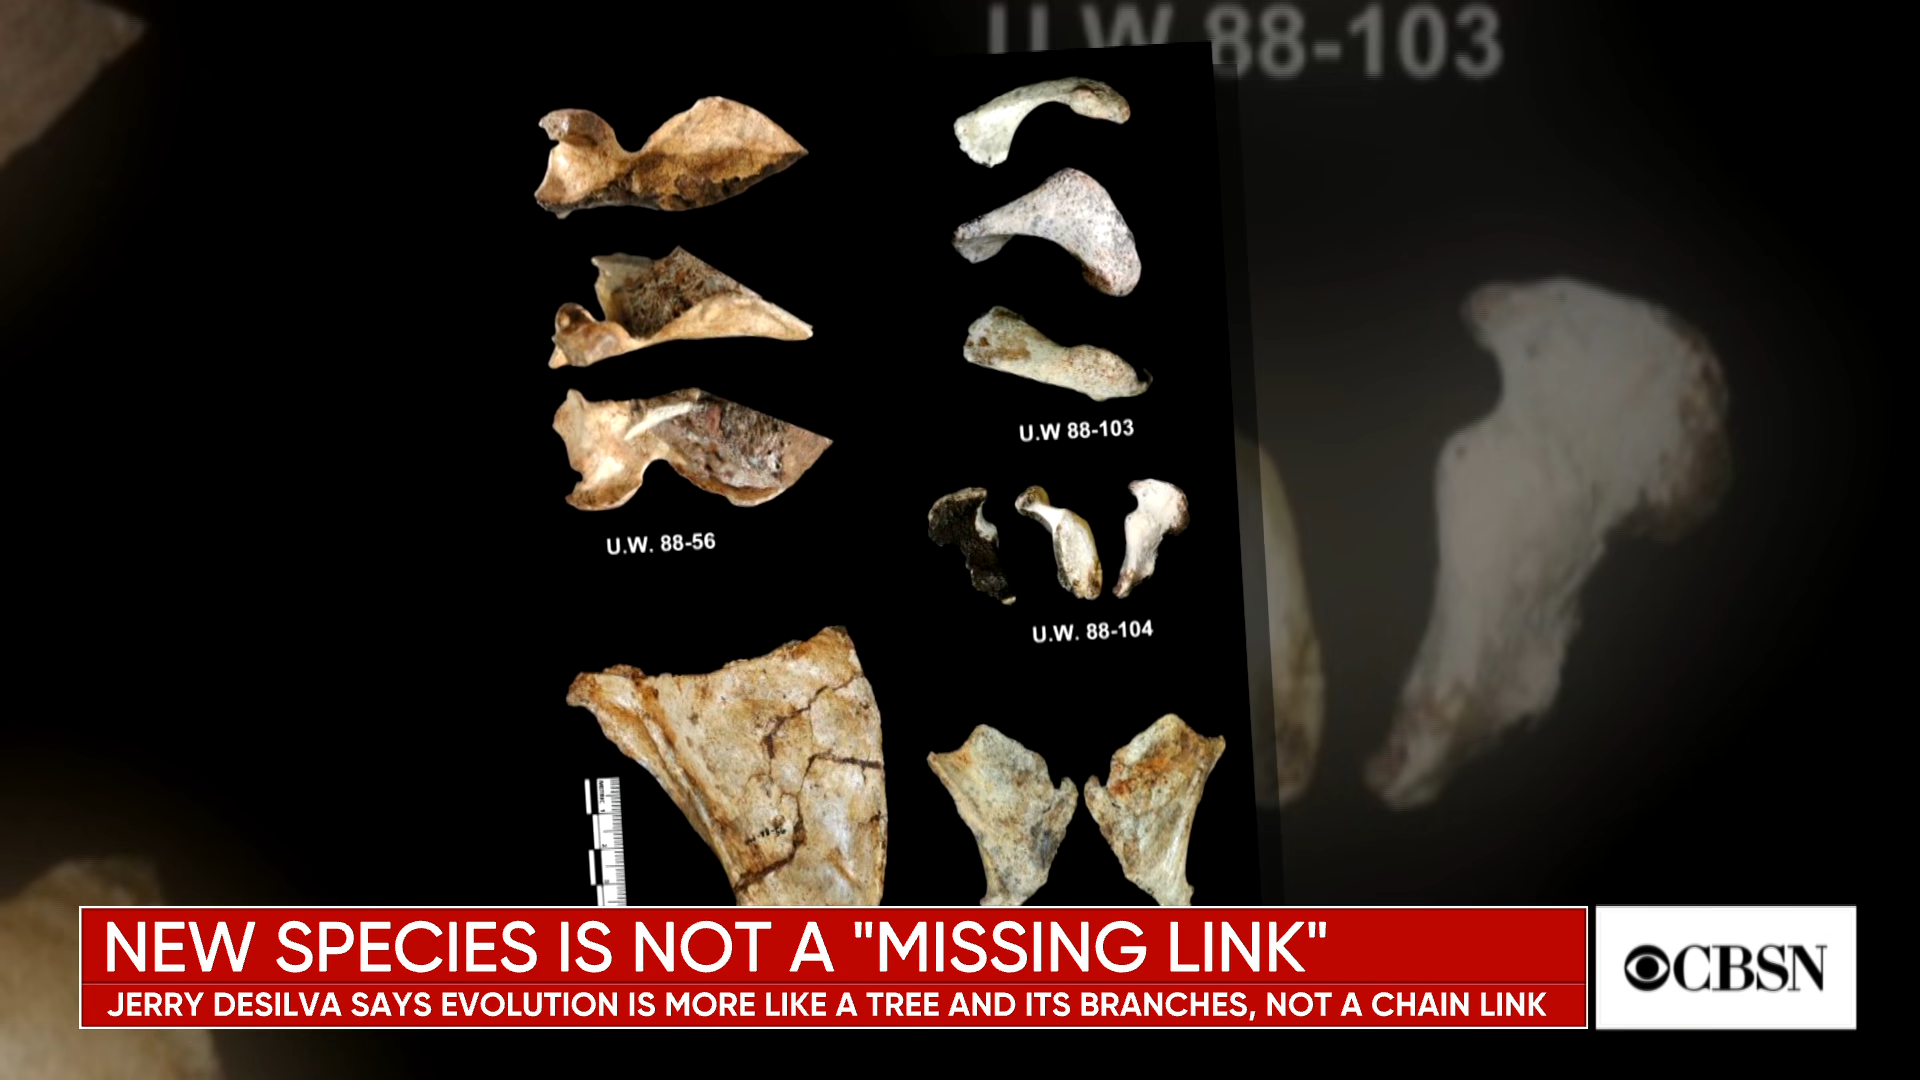 U.W 88-103
U.W 88-103
U.W. 88-56
U.W. 88-104
NEW SPECIES IS NOT A "MISSING LINK"
JERRY DESILVA SAYS EVOLUTION IS MORE LIKE A TREE AND ITS BRANCHES, NOT A CHAIN LINK
CBSN